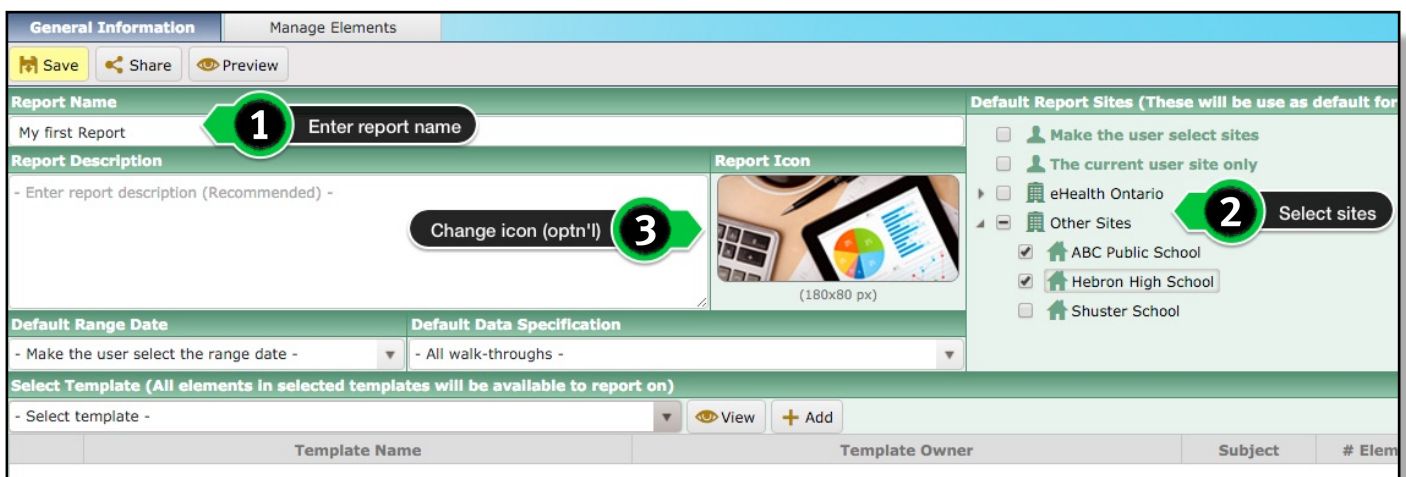 General Information
Manage Elements
Save
Share
Preview
Report Name
Default Report Sites (These will be use as default for
My first Report
1 Enter report name
Make the user select sites
Report Description
Report Icon
The current user site only
- Enter report description (Recommended) -
eHealth Ontario
2 Select sites
Change icon (optn'l) 3
Other Sites
ABC Public School
Hebron High School
(180x80 px)
Shuster School
Default Range Date
Default Data Specification
- Make the user select the range date -
- All walk-throughs -
Select Template (All elements in selected templates will be available to report on)
- Select template -
View
Add
Template Name
Template Owner
Subject
# Elem